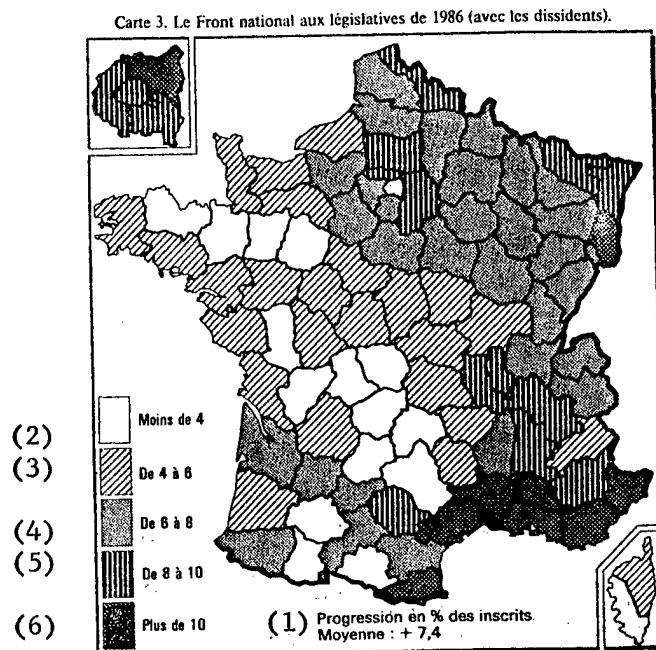 Carte 3. Le Front national aux législatives de 1986 (avec les dissidents).
(2) Moins de 4
(3) De 4 à 6
(4) De 6 à 8
(5) De 8 à 10
(6) Plus de 10
(1) Progression en % des inscrits
Moyenne : + 7,4